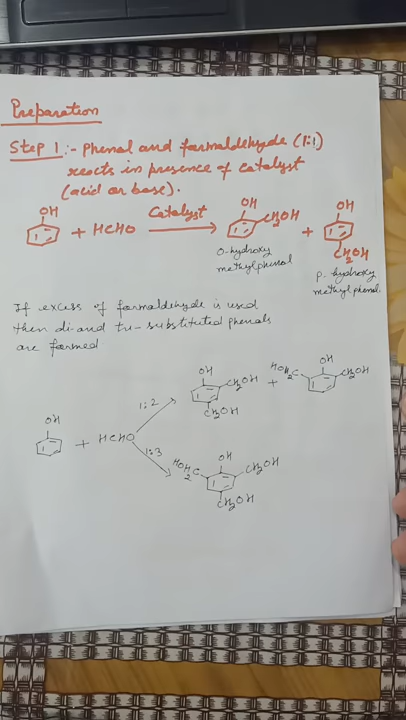 Preparation
Step 1:- Phenol and formaldehyde (1:1)
reacts in presence of catalyst
(acid or base).
OH
+ HCHO
Catalyst
OH
CH2OH
+
OH
CH2OH
O-hydroxy
methylphenol
P-hydroxy
methylphenol
If excess of formaldehyde is used
then di-and tri-substituted phenols
are formed
OH
+ HCHO
1:2
OH
CH2OH
CH2OH
+
HOH2C
OH
CH2OH
1:3
HOH2C
OH
CH2OH
CH2OH